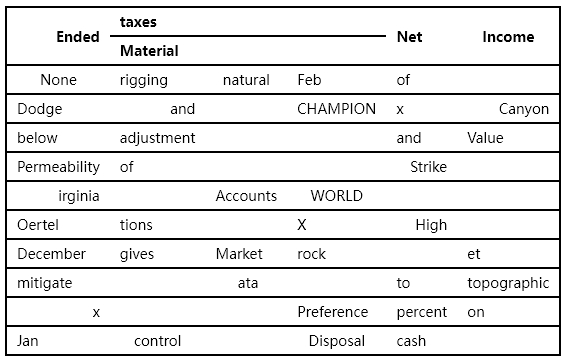 taxes
Ended Net Income
Material
None rigging natural Feb of
Dodge and CHAMPION x Canyon
below adjustment and Value
Permeability of Strike
irginia Accounts WORLD
Oertel tions X High
December gives Market rock et
mitigate ata to topographic
x Preference percent on
Jan control Disposal cash